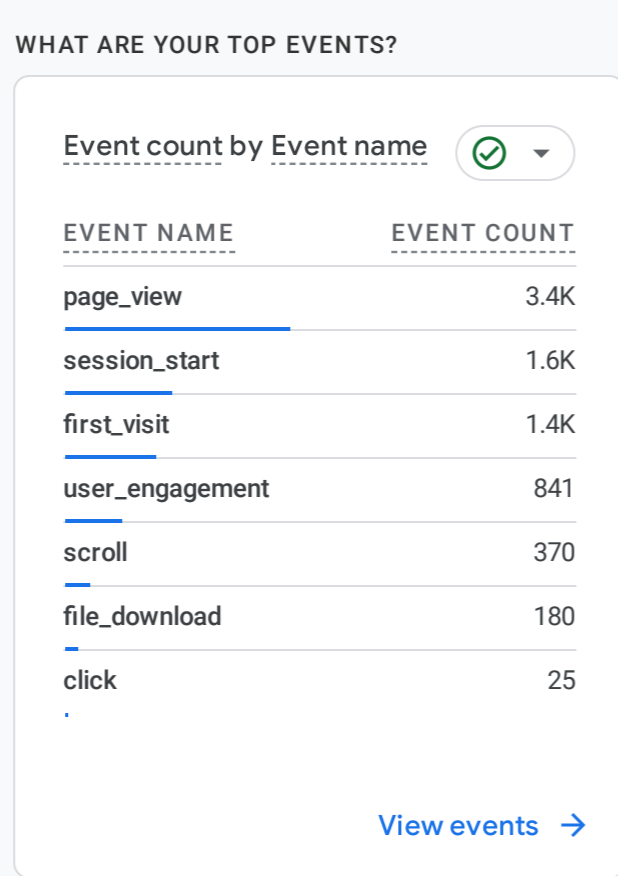 WHAT ARE YOUR TOP EVENTS?
Event count by Event name
EVENT NAME EVENT COUNT
page_view 3.4K
session_start 1.6K
first_visit 1.4K
user_engagement 841
scroll 370
file_download 180
click 25
View events